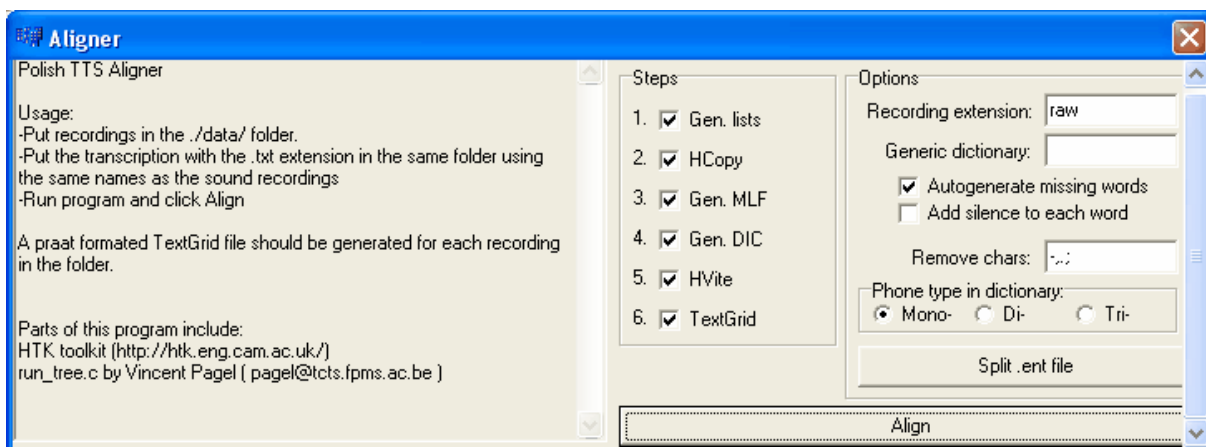 Aligner
Polish TTS Aligner
Usage:
-Put recordings in the ./data/ folder.
-Put the transcription with the .txt extension in the same folder using
the same names as the sound recordings
-Run program and click Align
A praat formated TextGrid file should be generated for each recording
in the folder.
Parts of this program include:
HTK toolkit (http://htk.eng.cam.ac.uk/)
run_tree.c by Vincent Pagel ( pagel@tcts.fpms.ac.be )
Steps
1. Gen. lists
2. HCopy
3. Gen. MLF
4. Gen. DIC
5. HVite
6. TextGrid
Options
Recording extension: raw
Generic dictionary:
Autogenerate missing words
Add silence to each word
Remove chars: -,.;
Phone type in dictionary:
Mono- Di- Tri-
Split .ent file
Align